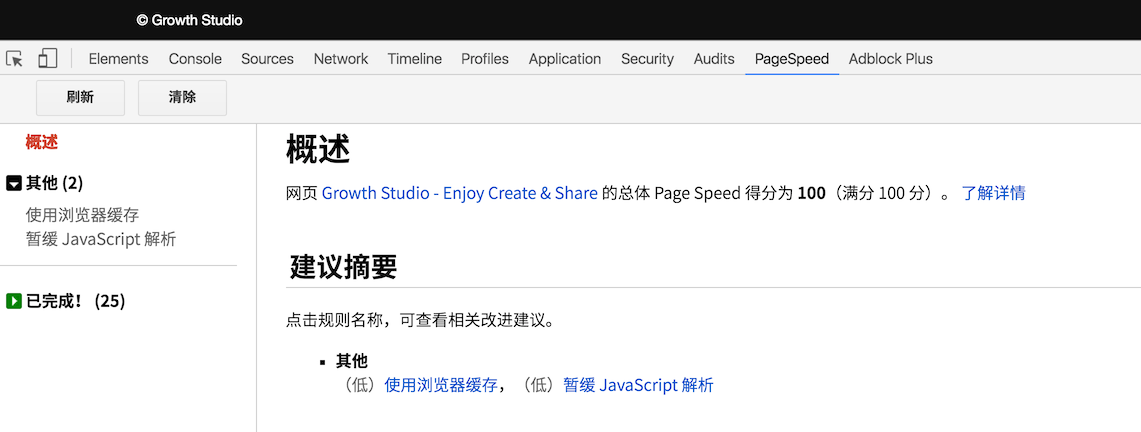 © Growth Studio
Elements Console Sources Network Timeline Profiles Application Security Audits PageSpeed Adblock Plus
刷新 清除
概述
其他 (2)
使用浏览器缓存
暂缓 JavaScript 解析
已完成！ (25)
概述
网页 Growth Studio - Enjoy Create & Share 的总体 Page Speed 得分为 100（满分 100 分）。 了解详情
建议摘要
点击规则名称，可查看相关改进建议。
▪ 其他
（低）使用浏览器缓存，（低）暂缓 JavaScript 解析